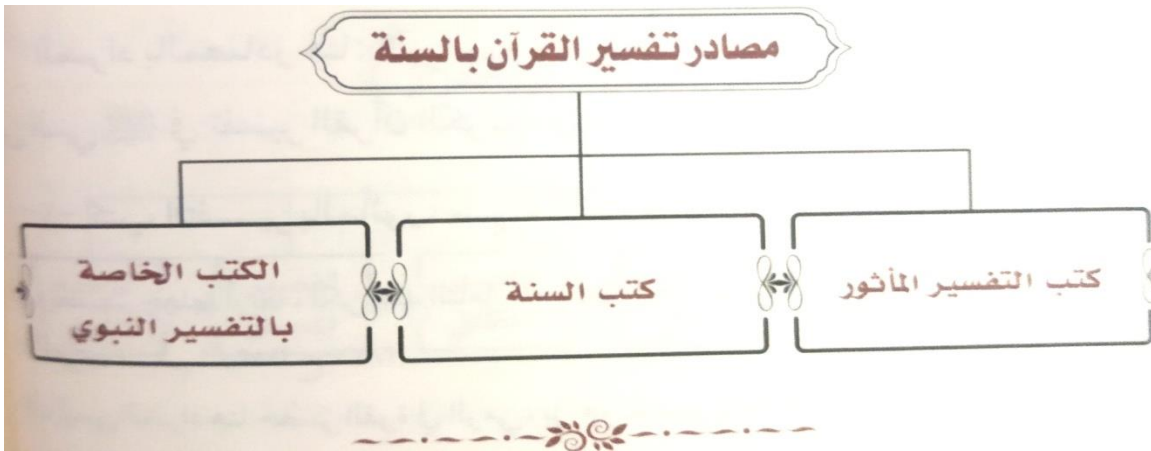 مصادر تفسير القرآن بالسنة
كتب التفسير المأثور
كتب السنة
الكتب الخاصة
بالتفسير النبوي